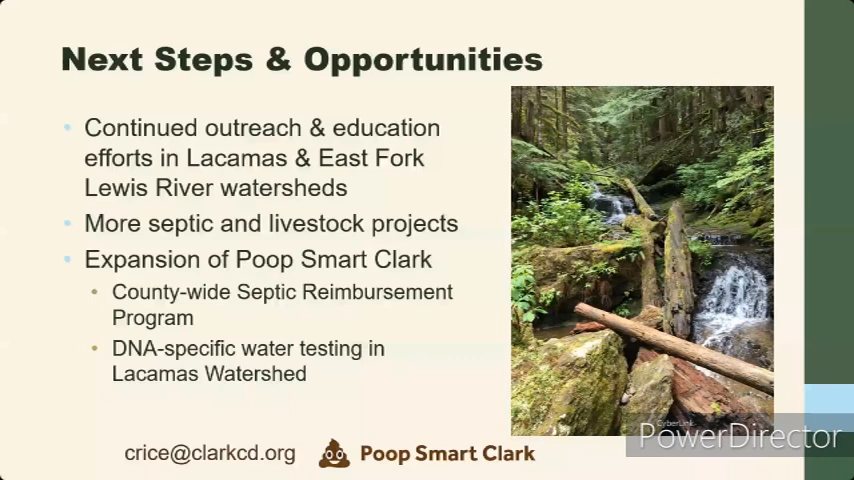 Next Steps & Opportunities
Continued outreach & education
efforts in Lacamas & East Fork
Lewis River watersheds
More septic and livestock projects
Expansion of Poop Smart Clark
County-wide Septic Reimbursement
Program
DNA-specific water testing in
Lacamas Watershed
crice@clarkcd.org
Poop Smart Clark
CyberLink
PowerDirector